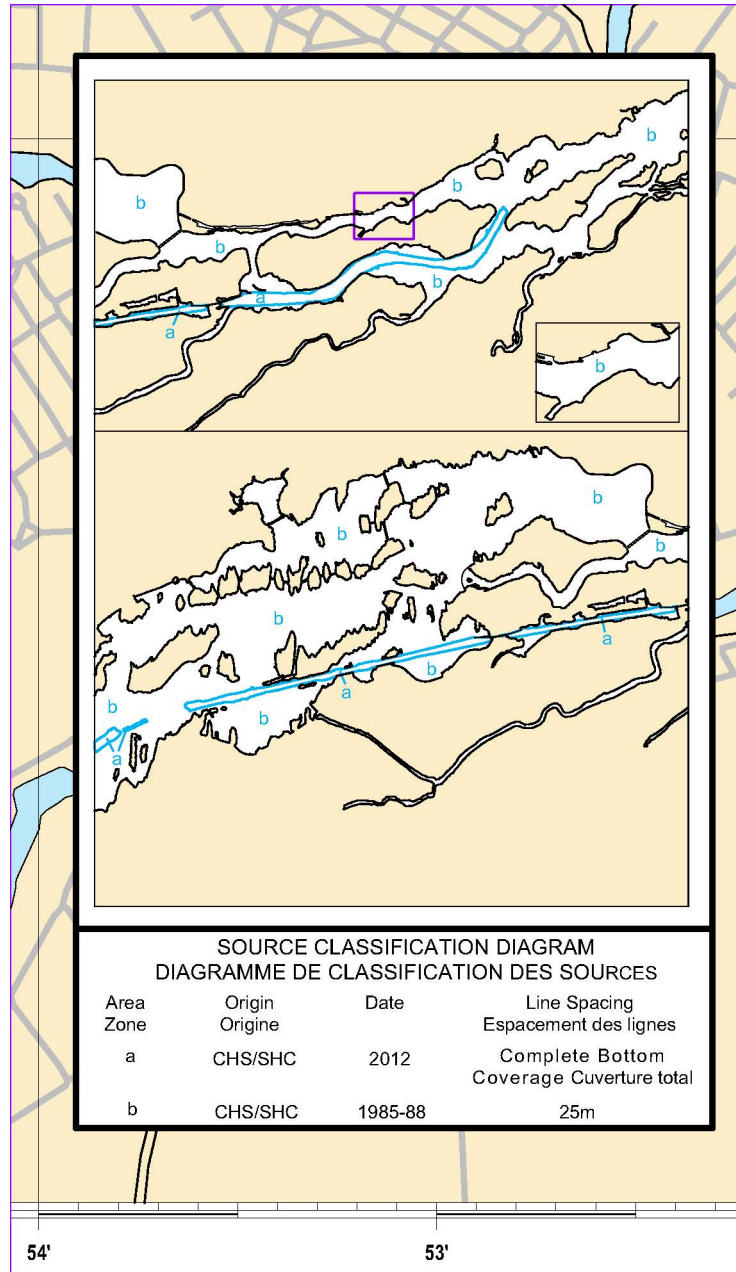 b
b
b
b
b
a
a
b
b
b
b
b
b
a
b
a
b
b
a
SOURCE CLASSIFICATION DIAGRAM
DIAGRAMME DE CLASSIFICATION DES SOURCES
Area Origin Date Line Spacing
Zone Origine Espacement des lignes
a CHS/SHC 2012 Complete Bottom
Coverage Cuverture total
b CHS/SHC 1985-88 25m
54' 53'